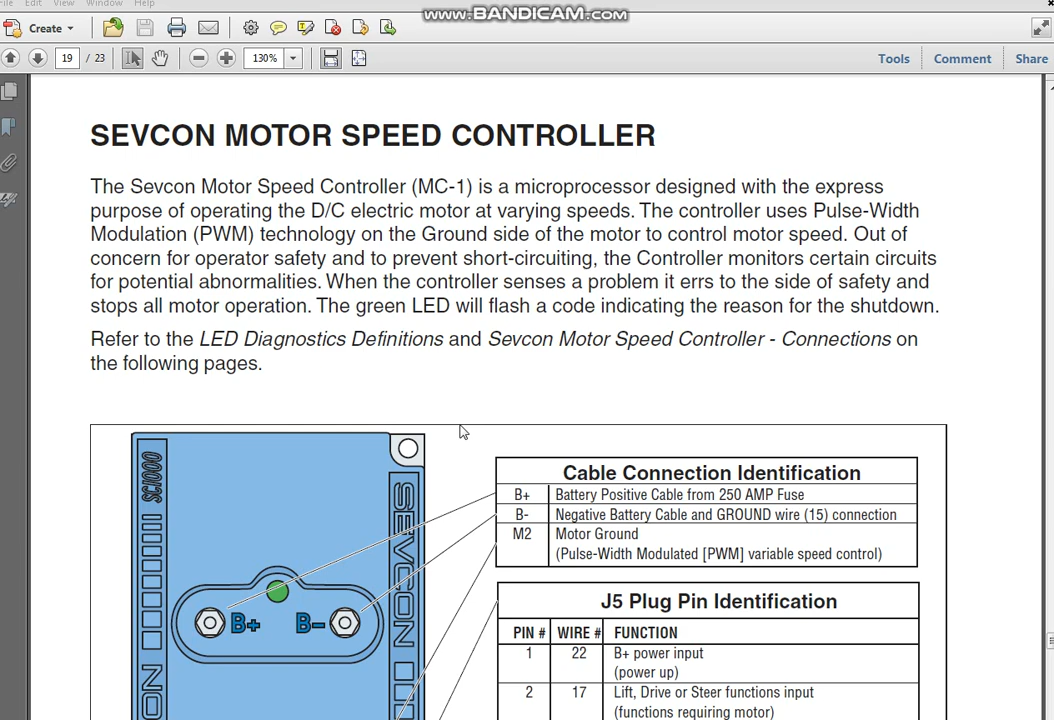 File Edit View Window Help
www.BANDICAM.com
Create
19 / 23
130%
Tools Comment Share
SEVCON MOTOR SPEED CONTROLLER
The Sevcon Motor Speed Controller (MC-1) is a microprocessor designed with the express
purpose of operating the D/C electric motor at varying speeds. The controller uses Pulse-Width
Modulation (PWM) technology on the Ground side of the motor to control motor speed. Out of
concern for operator safety and to prevent short-circuiting, the Controller monitors certain circuits
for potential abnormalities. When the controller senses a problem it errs to the side of safety and
stops all motor operation. The green LED will flash a code indicating the reason for the shutdown.
Refer to the LED Diagnostics Definitions and Sevcon Motor Speed Controller - Connections on
the following pages.
SC1000
SEVCON
B+ B-
NO
Cable Connection Identification
B+ Battery Positive Cable from 250 AMP Fuse
B- Negative Battery Cable and GROUND wire (15) connection
M2 Motor Ground
(Pulse-Width Modulated [PWM] variable speed control)
J5 Plug Pin Identification
PIN # WIRE # FUNCTION
1 22 B+ power input
(power up)
2 17 Lift, Drive or Steer functions input
(functions requiring motor)